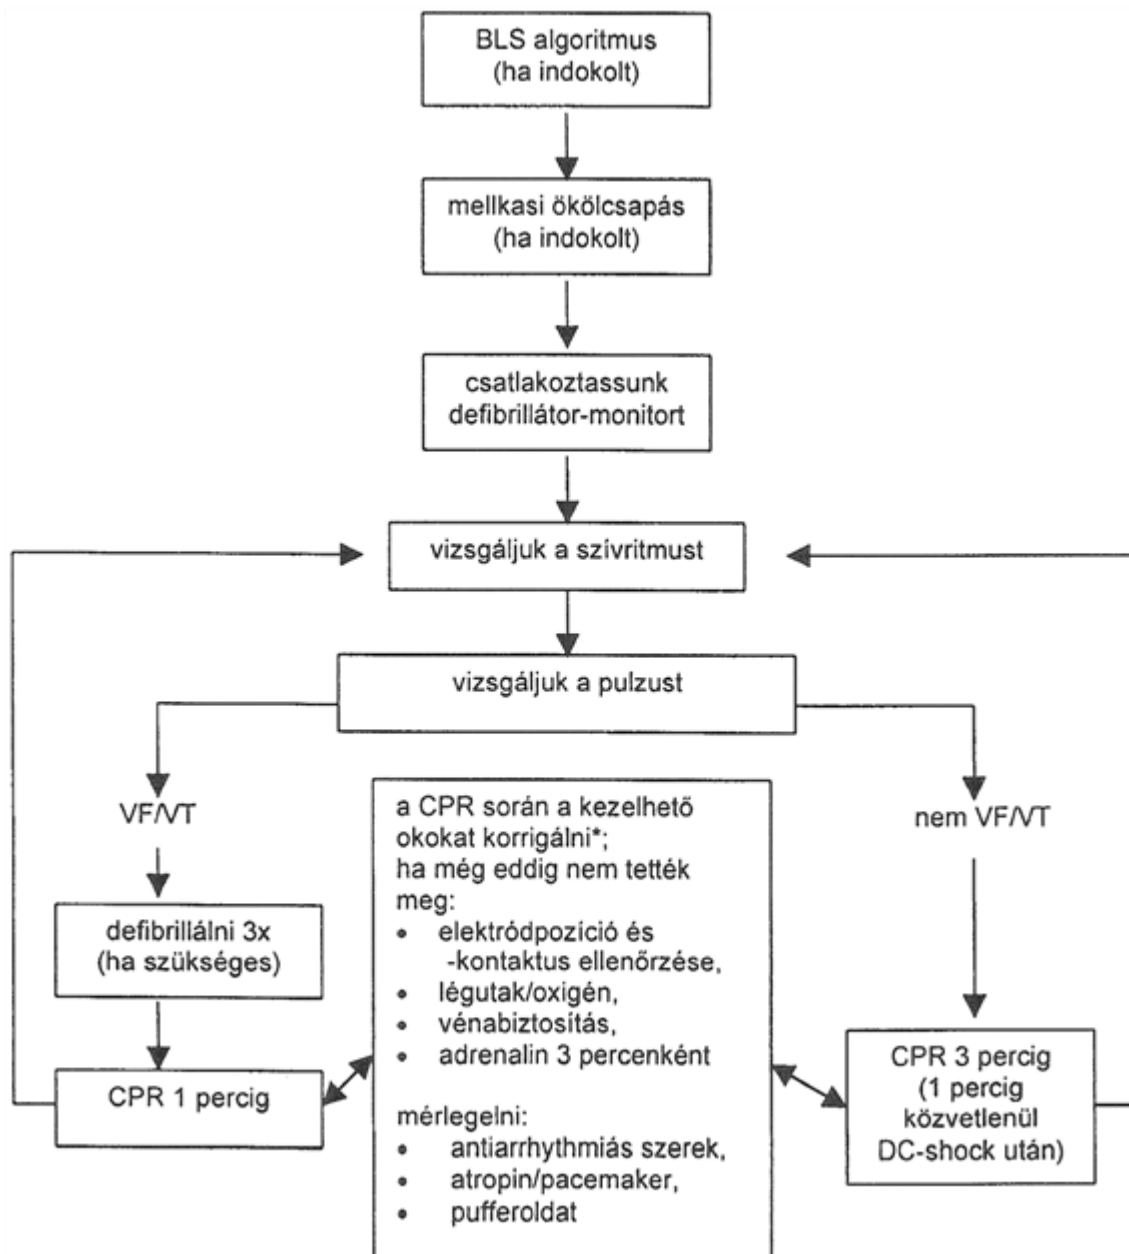 BLS algoritmus
(ha indokolt)
mellkasi ökölcsapás
(ha indokolt)
csatlakoztassunk
defibrillátor-monitort
vizsgáljuk a szívritmust
vizsgáljuk a pulzust
VF/VT
defibrillálni 3x
(ha szükséges)
CPR 1 percig
a CPR során a kezelhető
okokat korrigálni*;
ha még eddig nem tették
meg:
• elektródpozíció és
-kontaktus ellenőrzése,
• légutak/oxigén,
• vénabiztosítás,
• adrenalin 3 percenként
mérlegelni:
• antiarrhythmiás szerek,
• atropin/pacemaker,
• pufferoldat
nem VF/VT
CPR 3 percig
(1 percig
közvetlenül
DC-shock után)